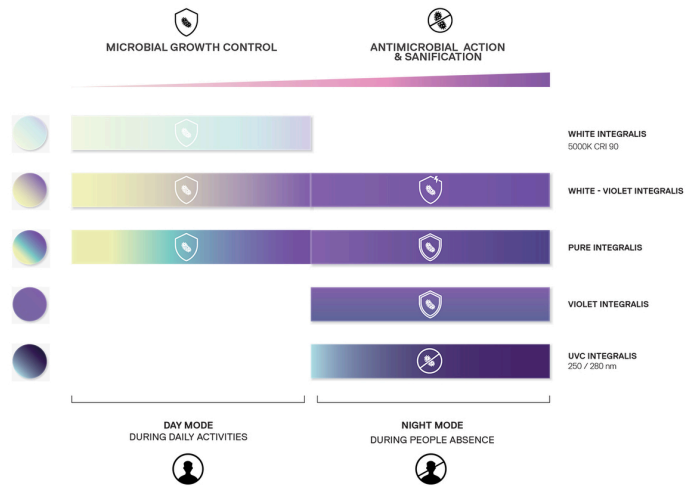 MICROBIAL GROWTH CONTROL
ANTIMICROBIAL ACTION
& SANIFICATION
WHITE INTEGRALIS
5000K CRI 90
WHITE - VIOLET INTEGRALIS
PURE INTEGRALIS
VIOLET INTEGRALIS
UVC INTEGRALIS
250 / 280 nm
DAY MODE
DURING DAILY ACTIVITIES
NIGHT MODE
DURING PEOPLE ABSENCE